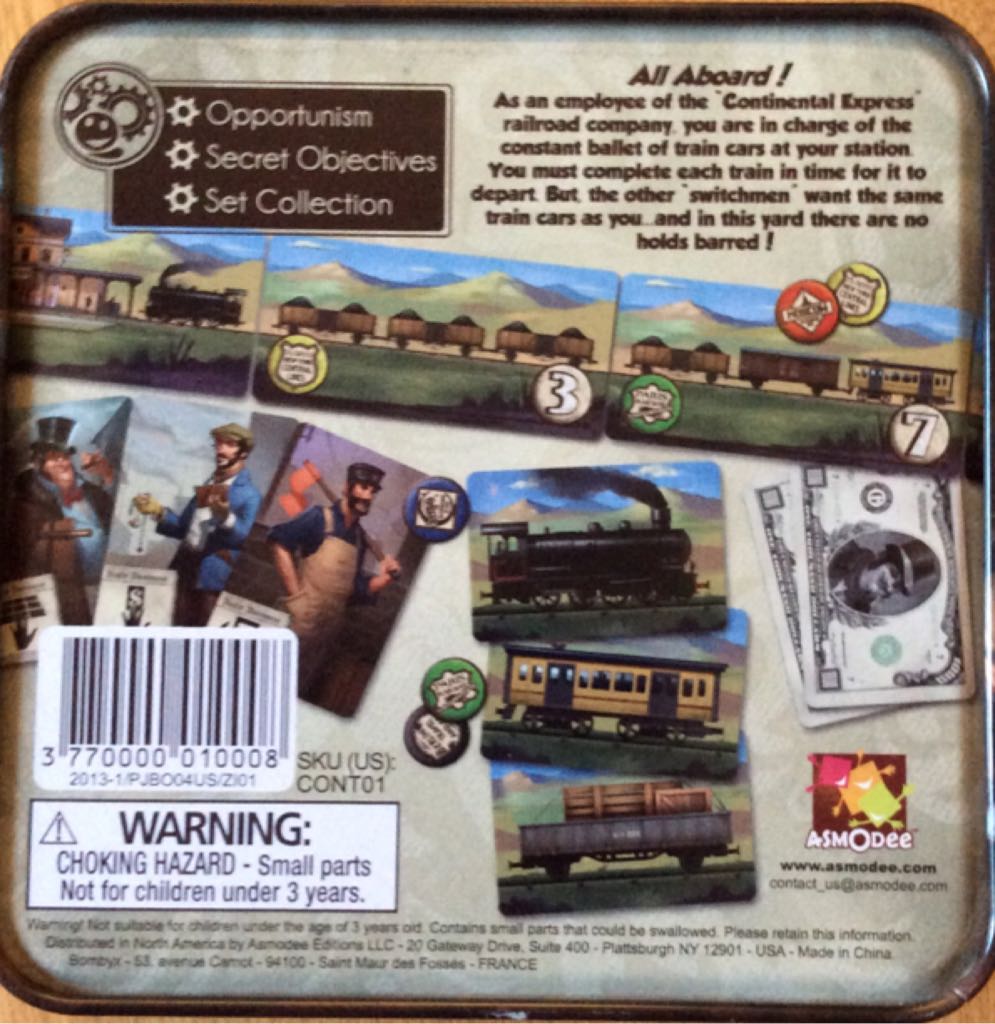 Opportunism
Secret Objectives
Set Collection
All Aboard !
As an employee of the "Continental Express"
railroad company, you are in charge of the
constant ballet of train cars at your station.
You must complete each train in time for it to
depart. But, the other "switchmen" want the same
train cars as you...and in this yard there are no
holds barred !
3
7
3 770000 010008
2013-1/PJBO04US/ZI01
SKU (US):
CONT01
WARNING:
CHOKING HAZARD - Small parts
Not for children under 3 years.
ASMODee
www.asmodee.com
contact_us@asmodee.com
Warning! Not suitable for children under the age of 3 years old. Contains small parts that could be swallowed. Please retain this information.
Distributed in North America by Asmodee Editions LLC - 20 Gateway Drive, Suite 400 - Plattsburgh NY 12901 - USA - Made in China.
Bombyx - 53, avenue Carnot - 94100 - Saint Maur des Fossés - FRANCE